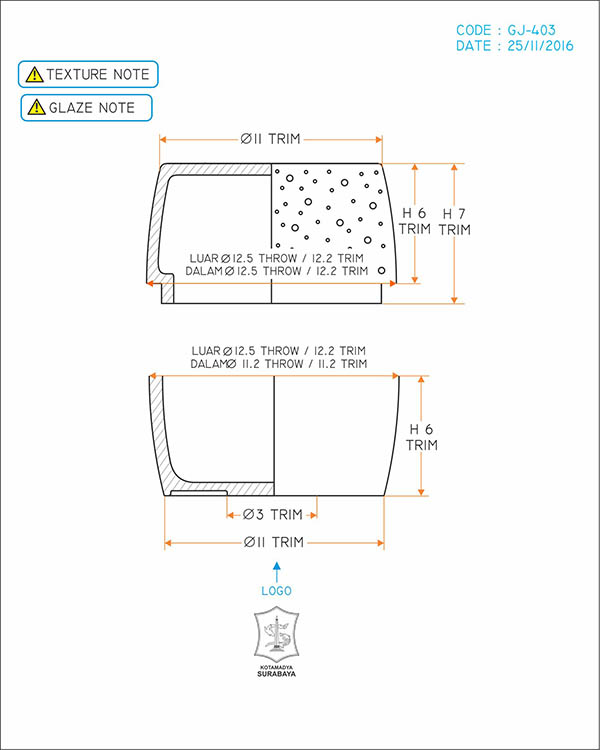 CODE : GJ-403
DATE : 25/11/2016
TEXTURE NOTE
GLAZE NOTE
Ø11 TRIM
H 6 TRIM
H 7 TRIM
LUAR Ø 12.5 THROW / 12.2 TRIM
DALAM Ø 12.5 THROW / 12.2 TRIM
LUAR Ø 12.5 THROW / 12.2 TRIM
DALAM Ø 11.2 THROW / 11.2 TRIM
H 6
TRIM
Ø3 TRIM
Ø11 TRIM
LOGO
KOTAMADYA
SURABAYA